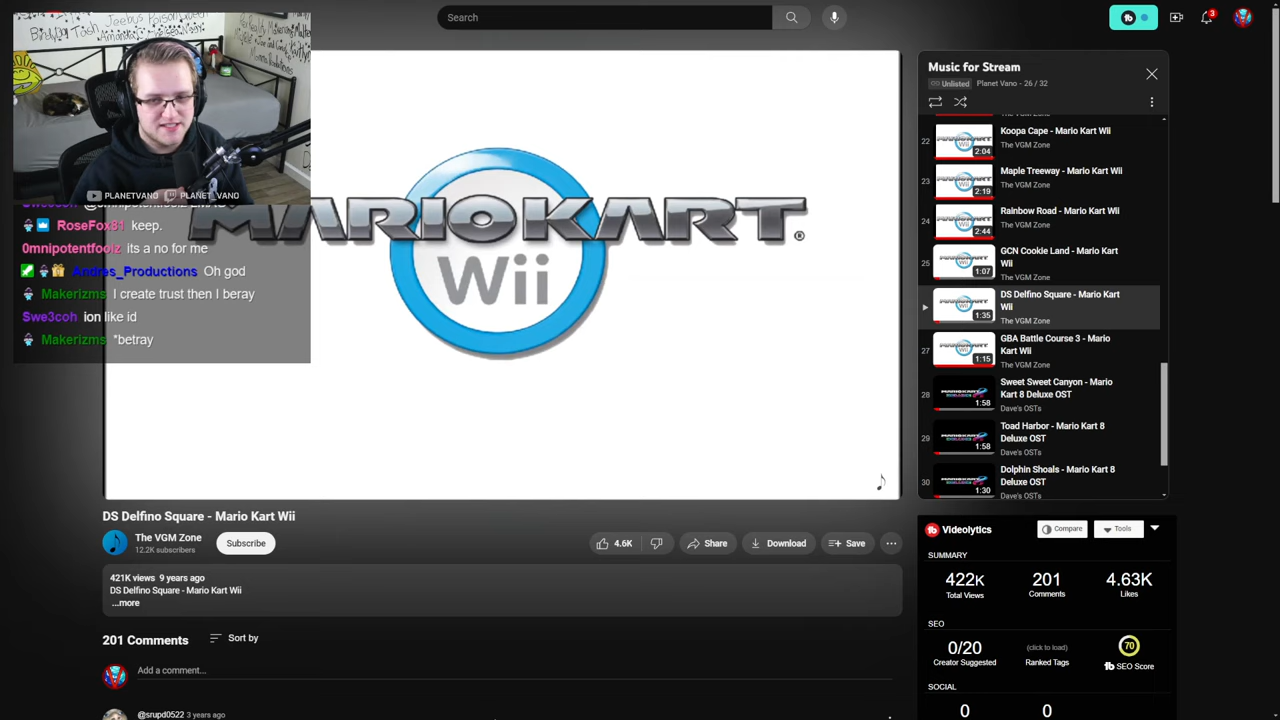 Search
3
BirdyDad Tosh Jeebus PoisonQueen
PLANETVANO PLANET_VANO
RoseFox81 keep.
0mnipotentfoolz its a no for me
Andres_Productions Oh god
Makerizms I create trust then I beray
Swe3coh ion like id
Makerizms *betray
MARIOKART®
Wii
DS Delfino Square - Mario Kart Wii
The VGM Zone
12.2K subscribers
Subscribe
4.6K
Share
Download
Save
421K views 9 years ago
DS Delfino Square - Mario Kart Wii
...more
201 Comments
Sort by
Add a comment...
@srupd0522 3 years ago
Music for Stream
Unlisted Planet Vano - 26 / 32
22
2:04
Koopa Cape - Mario Kart Wii
The VGM Zone
23
2:19
Maple Treeway - Mario Kart Wii
The VGM Zone
24
2:44
Rainbow Road - Mario Kart Wii
The VGM Zone
25
1:07
GCN Cookie Land - Mario Kart
Wii
The VGM Zone
1:35
DS Delfino Square - Mario Kart
Wii
The VGM Zone
27
1:15
GBA Battle Course 3 - Mario
Kart Wii
The VGM Zone
28
1:58
Sweet Sweet Canyon - Mario
Kart 8 Deluxe OST
Dave's OSTs
29
1:58
Toad Harbor - Mario Kart 8
Deluxe OST
Dave's OSTs
30
1:30
Dolphin Shoals - Mario Kart 8
Deluxe OST
Dave's OSTs
Videolytics
Compare
Tools
SUMMARY
422K
Total Views
201
Comments
4.63K
Likes
SEO
0/20
Creator Suggested
(click to load)
Ranked Tags
70
SEO Score
SOCIAL
0
0